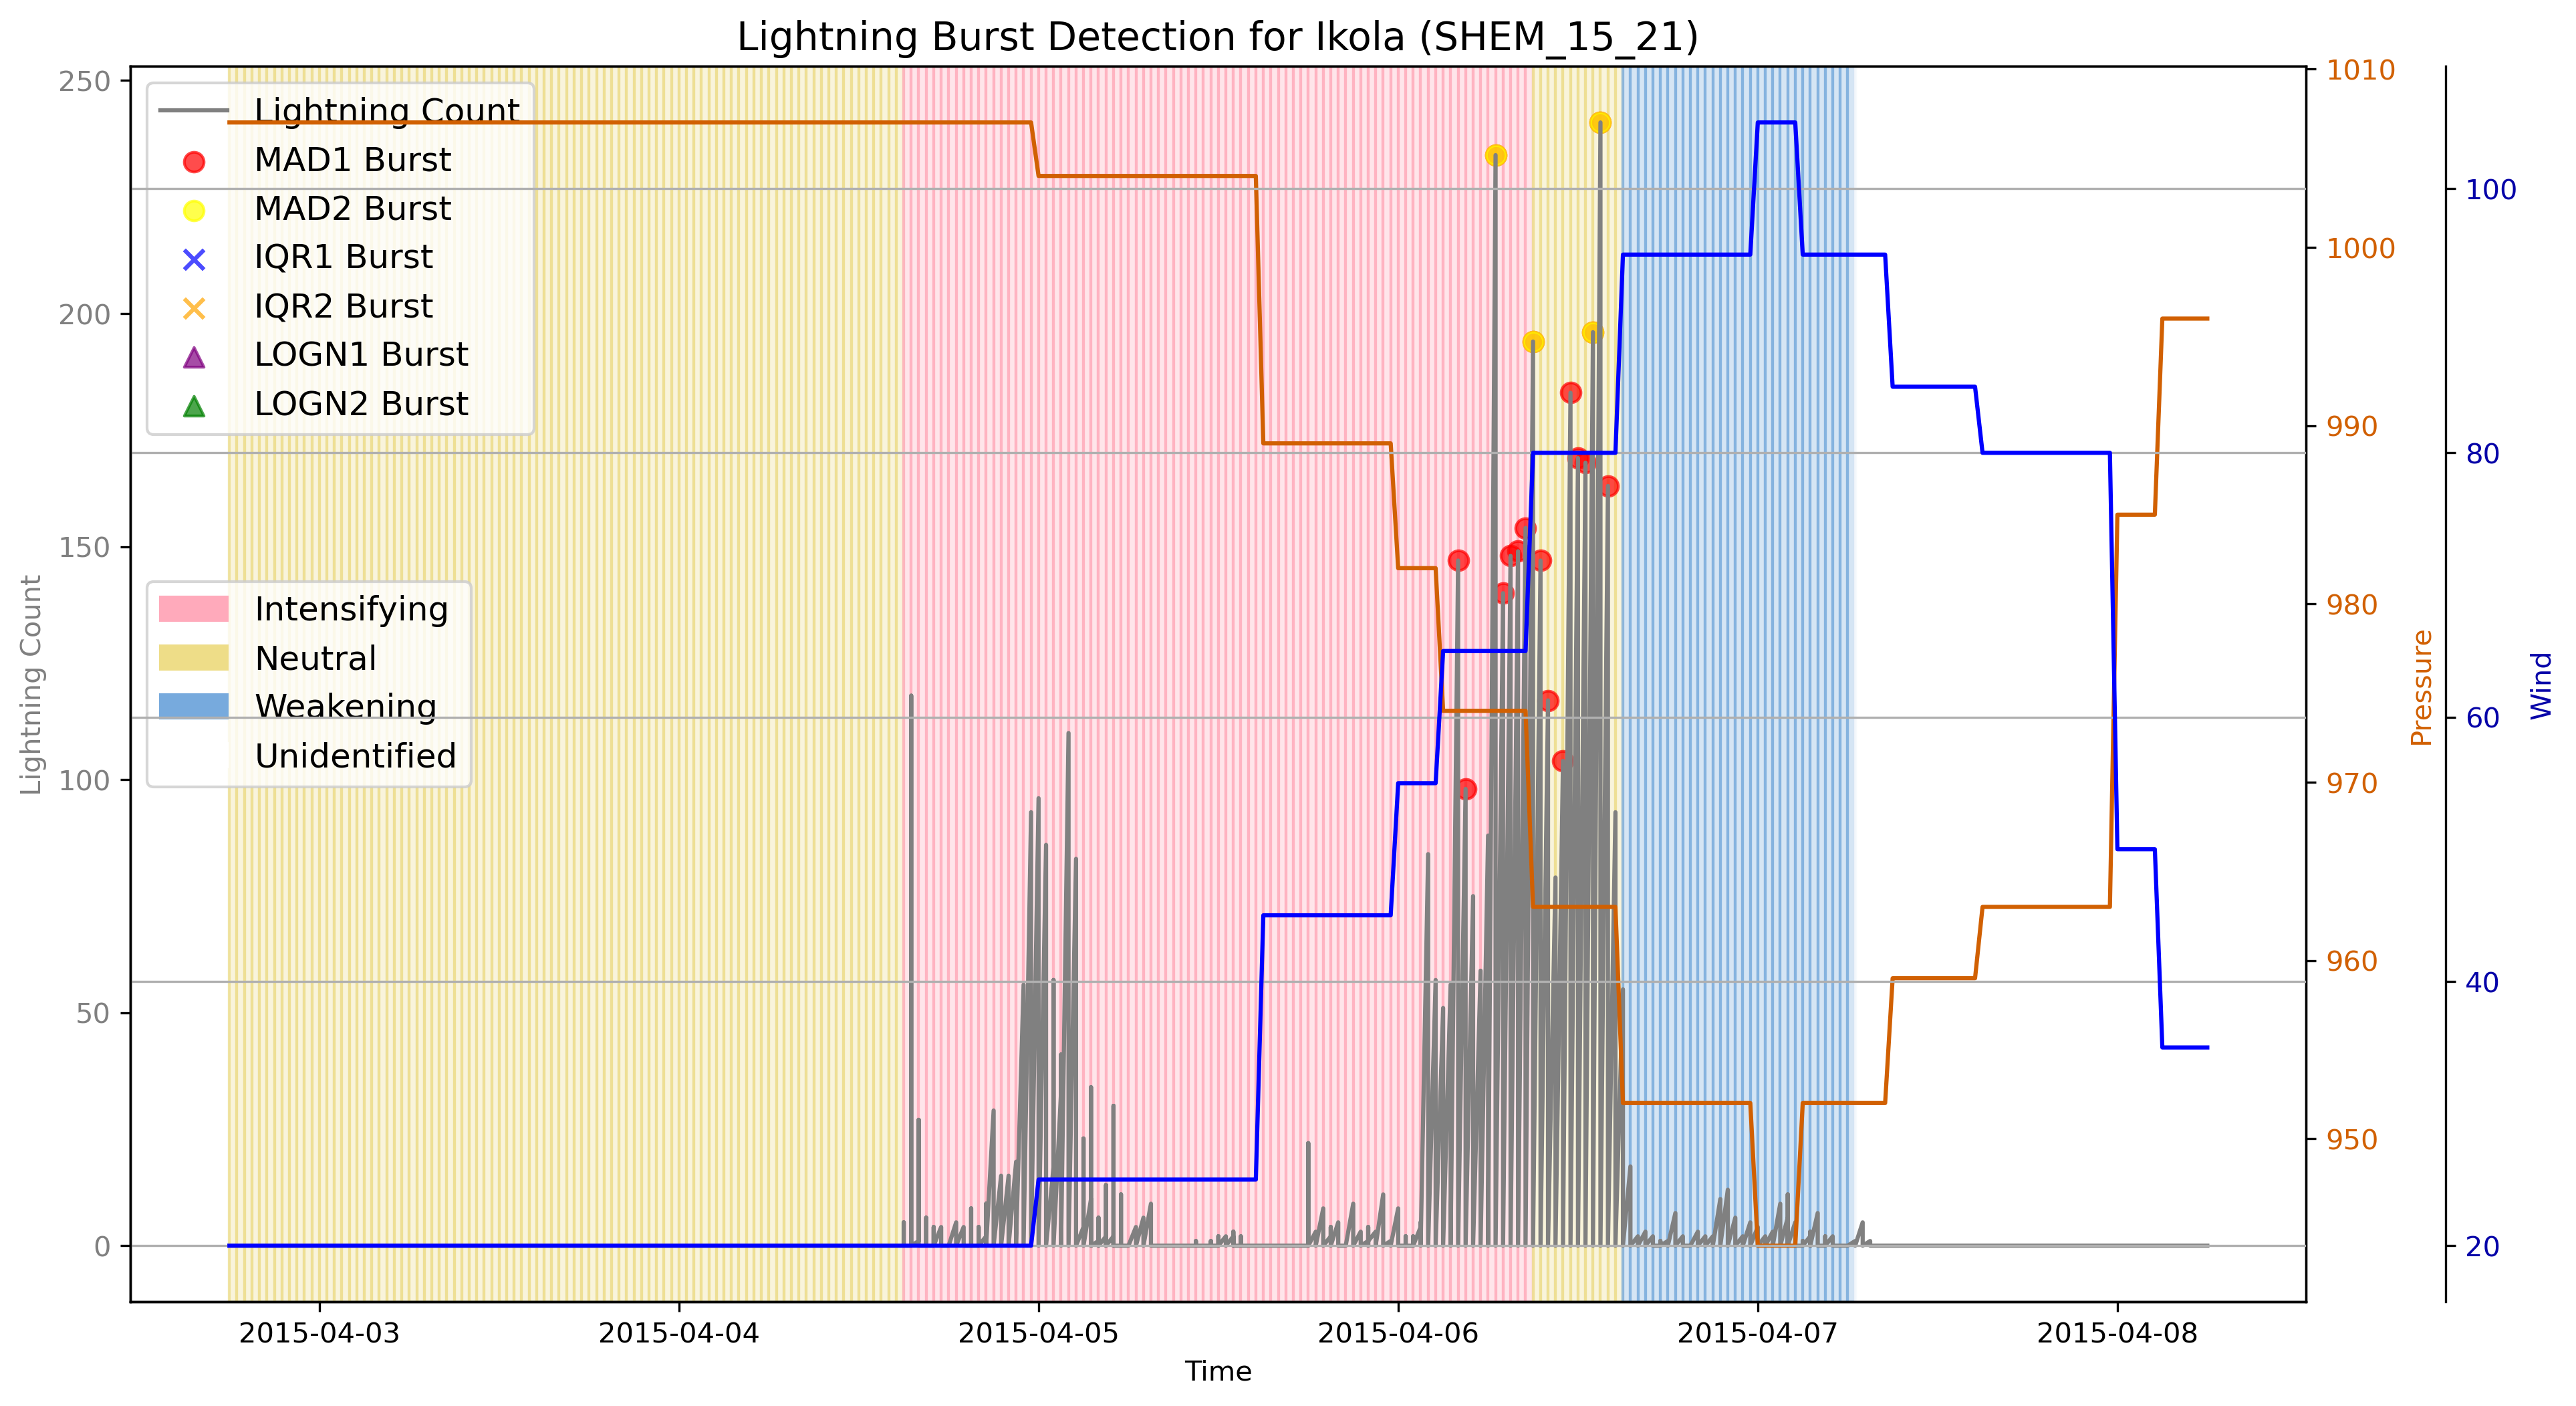 Lightning Burst Detection for Ikola (SHEM_15_21)
Lightning Count
MAD1 Burst
MAD2 Burst
IQR1 Burst
IQR2 Burst
LOGN1 Burst
LOGN2 Burst
Intensifying
Neutral
Weakening
Unidentified
250
200
150
100
50
0
Lightning Count
1010
1000
990
980
970
960
950
Pressure
100
80
60
40
20
Wind
2015-04-03
2015-04-04
2015-04-05
2015-04-06
2015-04-07
2015-04-08
Time